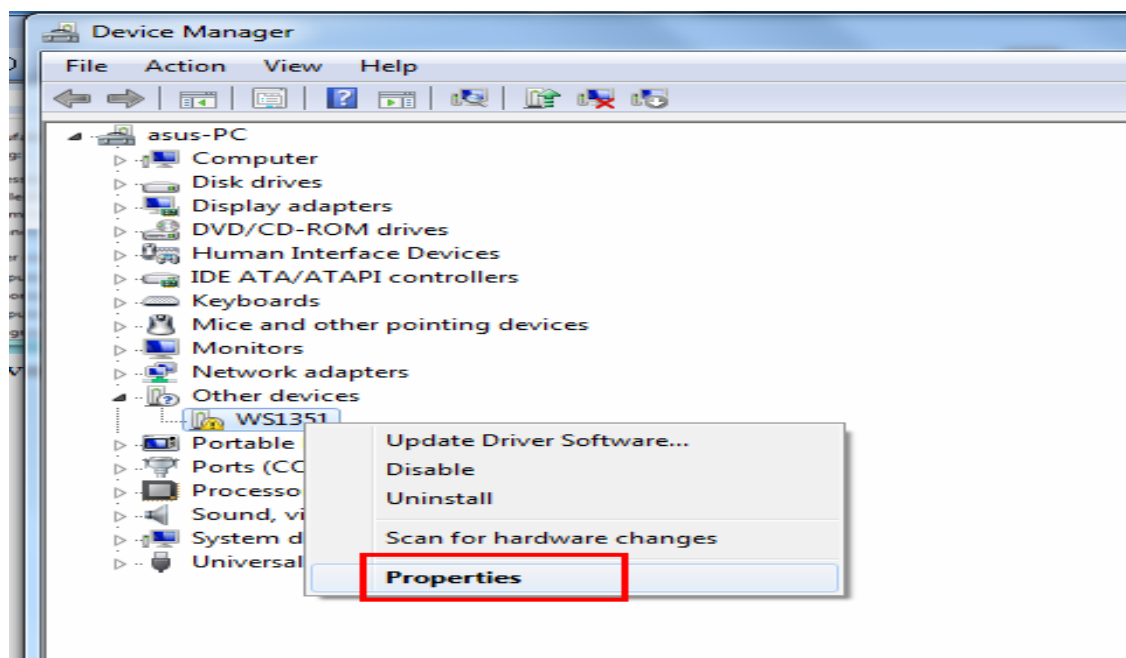 Device Manager
File Action View Help
asus-PC
Computer
Disk drives
Display adapters
DVD/CD-ROM drives
Human Interface Devices
IDE ATA/ATAPI controllers
Keyboards
Mice and other pointing devices
Monitors
Network adapters
Other devices
WS1351
Portable
Ports (CO
Processo
Sound, vi
System d
Universal
Update Driver Software...
Disable
Uninstall
Scan for hardware changes
Properties